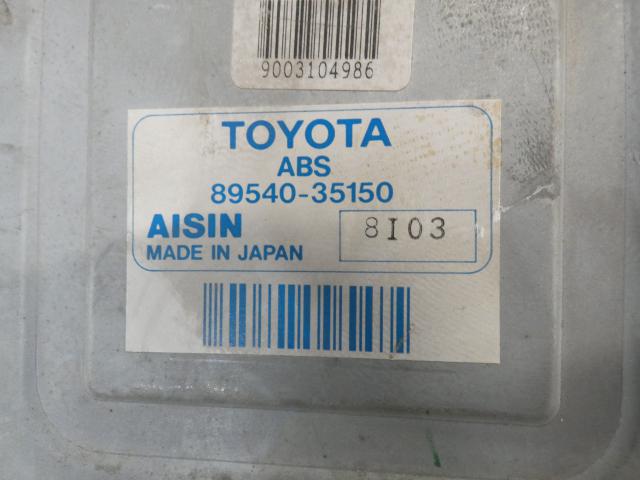 9003104986
TOYOTA
ABS
89540-35150
AISIN
8I03
MADE IN JAPAN